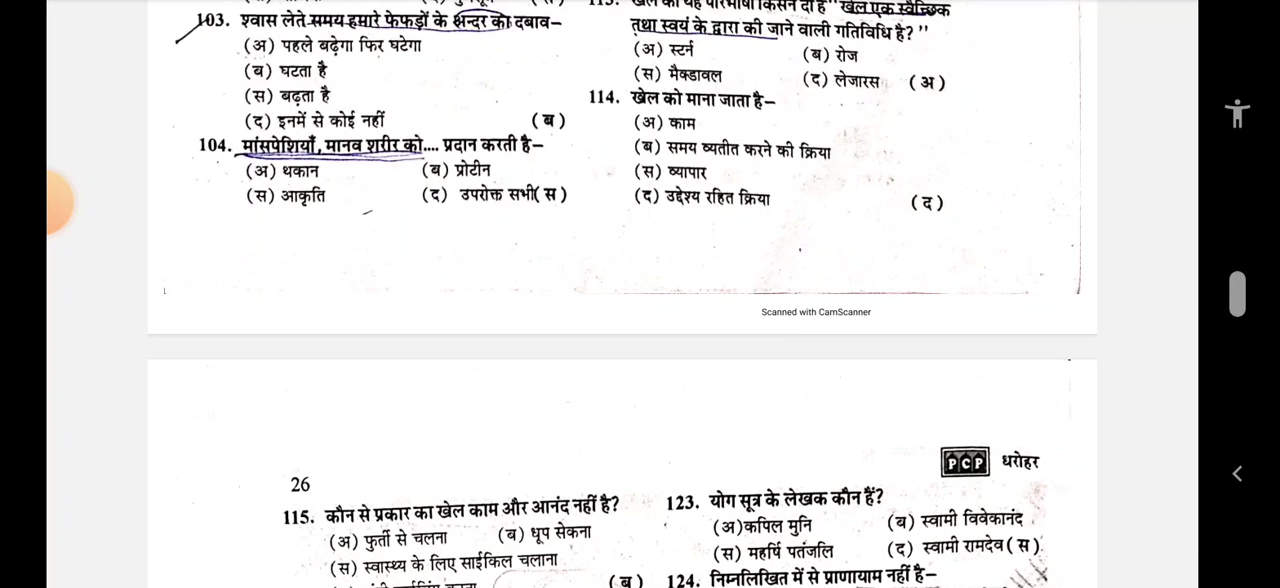 103. श्वास लेते समय हमारे फेफड़ों के अन्दर का दबाव–
(अ) पहले बढ़ेगा फिर घटेगा
(ब) घटता है
(स) बढ़ता है
(द) इनमें से कोई नहीं (ब)
104. मांसपेशियाँ, मानव शरीर को.... प्रदान करती है–
(अ) थकान (ब) प्रोटीन
(स) आकृति (द) उपरोक्त सभी( स )
खेल एक स्वैच्छिक
तथा स्वयं के द्वारा की जाने वाली गतिविधि है?"
(अ) स्टर्न (ब) रोज
(स) मैक्डावल (द) लेजारस (अ)
114. खेल को माना जाता है–
(अ) काम
(ब) समय व्यतीत करने की क्रिया
(स) व्यापार
(द) उद्देश्य रहित क्रिया (द)
Scanned with CamScanner
26
PCP धरोहर
115. कौन से प्रकार का खेल काम और आनंद नहीं है?
(अ) फुर्ती से चलना (ब) धूप सेकना
(स) स्वास्थ्य के लिए साईकिल चलाना
(ब)
123. योग सूत्र के लेखक कौन हैं?
(अ)कपिल मुनि (ब) स्वामी विवेकानंद
(स) महर्षि पतंजलि (द) स्वामी रामदेव( स )
124. निम्नलिखित में से प्राणायाम नहीं है–